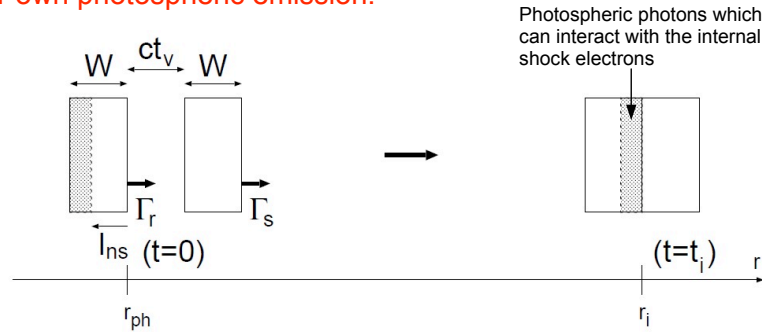 own photospheric emission.
Photospheric photons which
can interact with the internal
shock electrons
W
ct_v
W
Γ_r
Γ_s
l_ns
(t=0)
(t=t_i)
r
r_ph
r_i